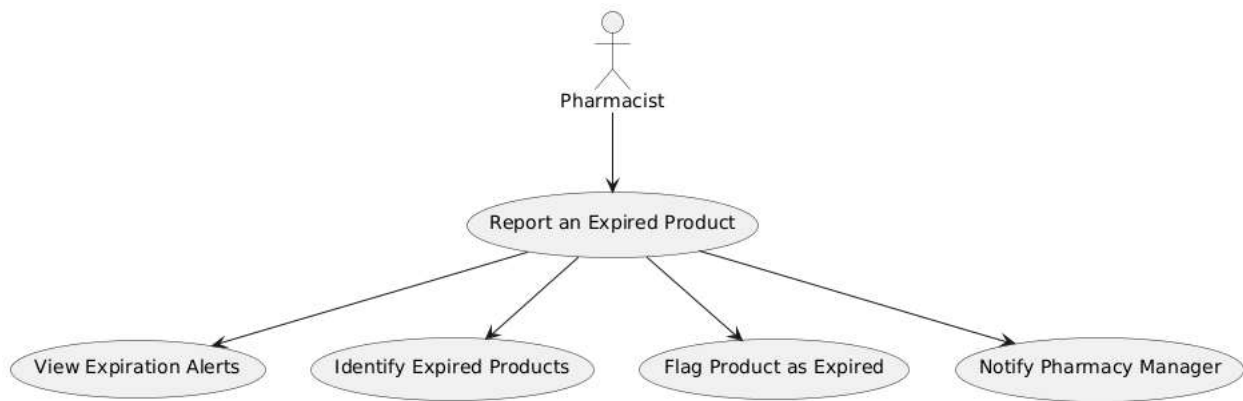 Pharmacist
Report an Expired Product
View Expiration Alerts
Identify Expired Products
Flag Product as Expired
Notify Pharmacy Manager